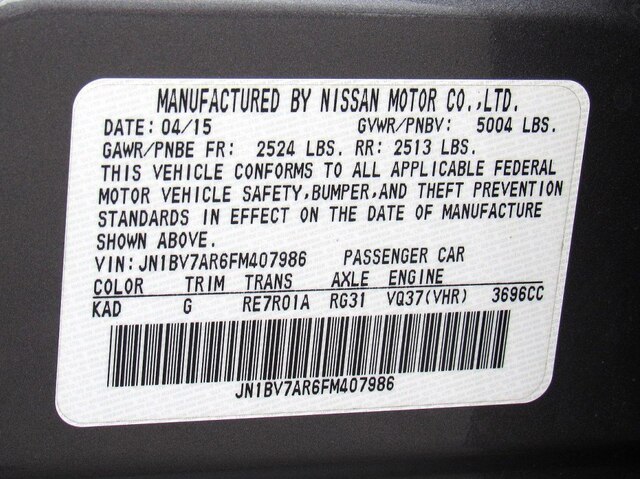 MANUFACTURED BY NISSAN MOTOR CO.,LTD.
DATE: 04/15 GVWR/PNBV: 5004 LBS.
GAWR/PNBE FR: 2524 LBS. RR: 2513 LBS.
THIS VEHICLE CONFORMS TO ALL APPLICABLE FEDERAL
MOTOR VEHICLE SAFETY,BUMPER,AND THEFT PREVENTION
STANDARDS IN EFFECT ON THE DATE OF MANUFACTURE
SHOWN ABOVE.
VIN: JN1BV7AR6FM407986 PASSENGER CAR
COLOR TRIM TRANS AXLE ENGINE
KAD G RE7R01A RG31 VQ37(VHR) 3696CC
JN1BV7AR6FM407986